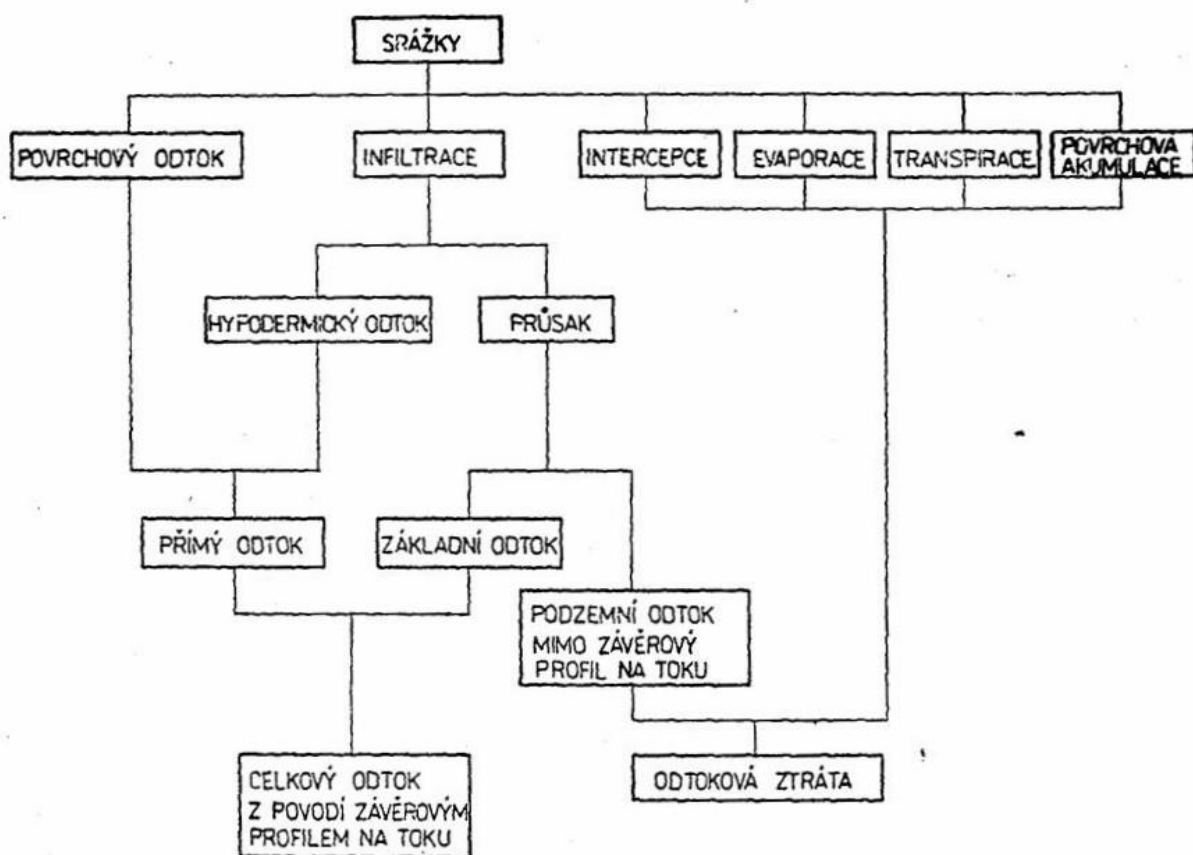 SRÁŽKY
POVRCHOVÝ ODTOK
INFILTRACE
INTERCEPCE
EVAPORACE
TRANSPIRACE
POVRCHOVÁ
AKUMULACE
HYPODERMICKÝ ODTOK
PRŮSAK
PŘÍMÝ ODTOK
ZÁKLADNÍ ODTOK
PODZEMNÍ ODTOK
MIMO ZÁVĚROVÝ
PROFIL NA TOKU
CELKOVÝ ODTOK
Z POVODÍ ZÁVĚROVÝM
PROFILEM NA TOKU
ODTOKOVÁ ZTRÁTA